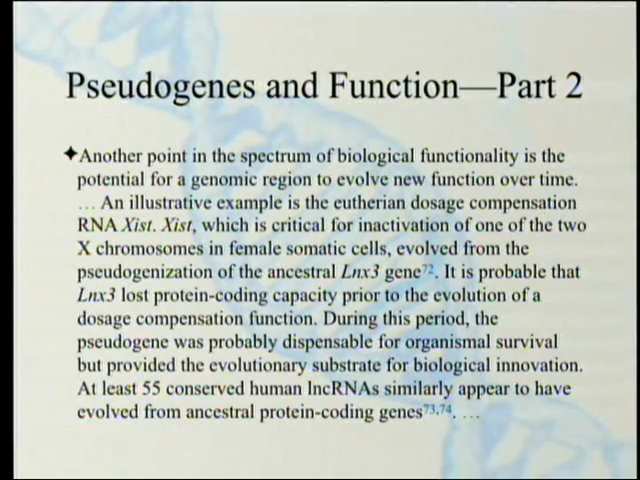 Pseudogenes and Function—Part 2
✦Another point in the spectrum of biological functionality is the
potential for a genomic region to evolve new function over time.
… An illustrative example is the eutherian dosage compensation
RNA Xist. Xist, which is critical for inactivation of one of the two
X chromosomes in female somatic cells, evolved from the
pseudogenization of the ancestral Lnx3 gene72. It is probable that
Lnx3 lost protein-coding capacity prior to the evolution of a
dosage compensation function. During this period, the
pseudogene was probably dispensable for organismal survival
but provided the evolutionary substrate for biological innovation.
At least 55 conserved human lncRNAs similarly appear to have
evolved from ancestral protein-coding genes73,74. …